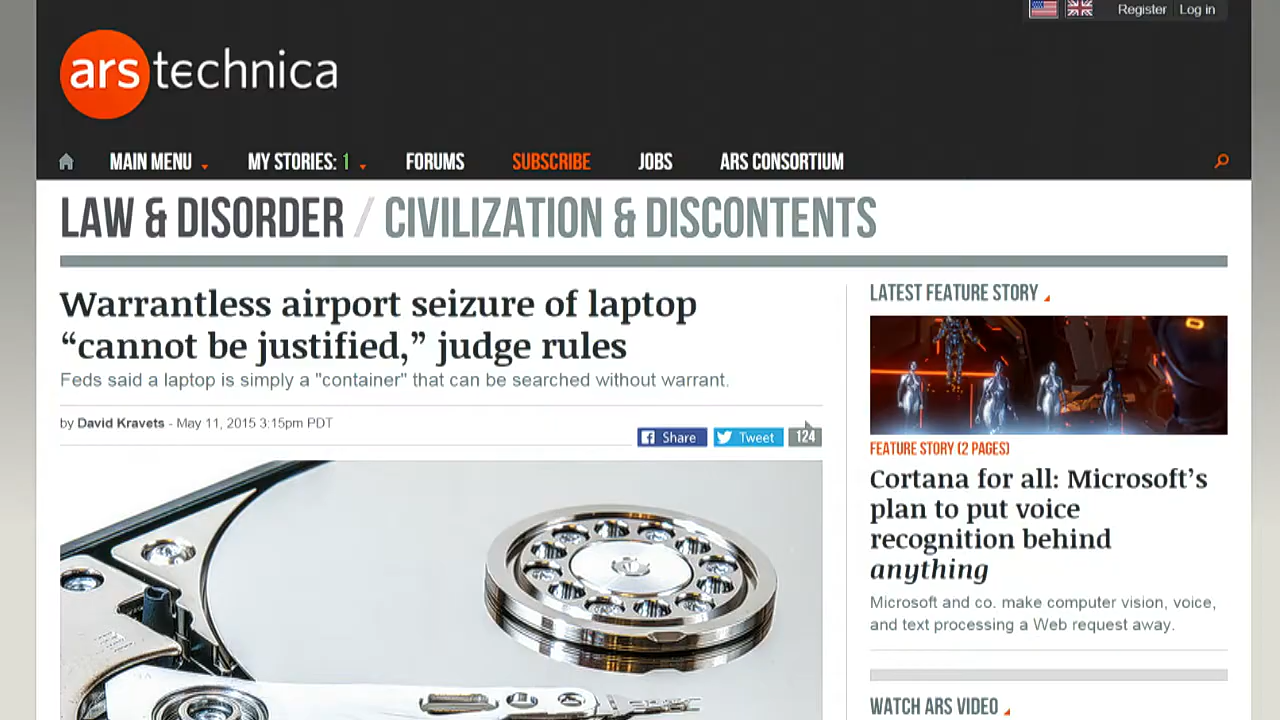 Register Log in
ars technica
MAIN MENU MY STORIES: 1 FORUMS SUBSCRIBE JOBS ARS CONSORTIUM
LAW & DISORDER / CIVILIZATION & DISCONTENTS
Warrantless airport seizure of laptop
“cannot be justified,” judge rules
Feds said a laptop is simply a "container" that can be searched without warrant.
by David Kravets - May 11, 2015 3:15pm PDT
Share Tweet 124
LATEST FEATURE STORY
FEATURE STORY (2 PAGES)
Cortana for all: Microsoft’s
plan to put voice
recognition behind
anything
Microsoft and co. make computer vision, voice,
and text processing a Web request away.
WATCH ARS VIDEO